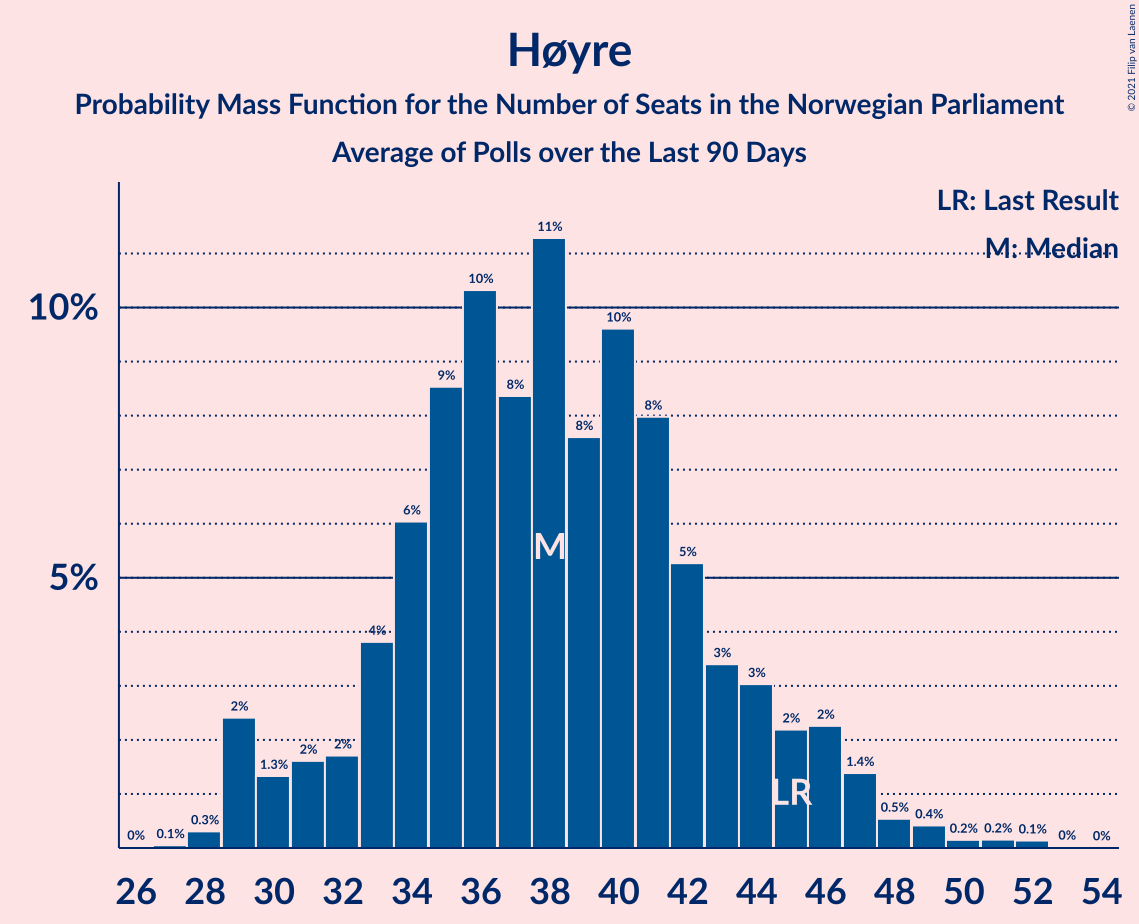 Høyre
Probability Mass Function for the Number of Seats in the Norwegian Parliament
Average of Polls over the Last 90 Days
© 2021 Filip van Laenen
LR: Last Result
M: Median
10%
5%
0% 0.1% 0.3% 2% 1.3% 2% 2% 4% 6% 9% 10% 8% 11% 8% 10% 8% 5% 3% 3% 2% 2% 1.4% 0.5% 0.4% 0.2% 0.2% 0.1% 0% 0%
M
LR
26 28 30 32 34 36 38 40 42 44 46 48 50 52 54